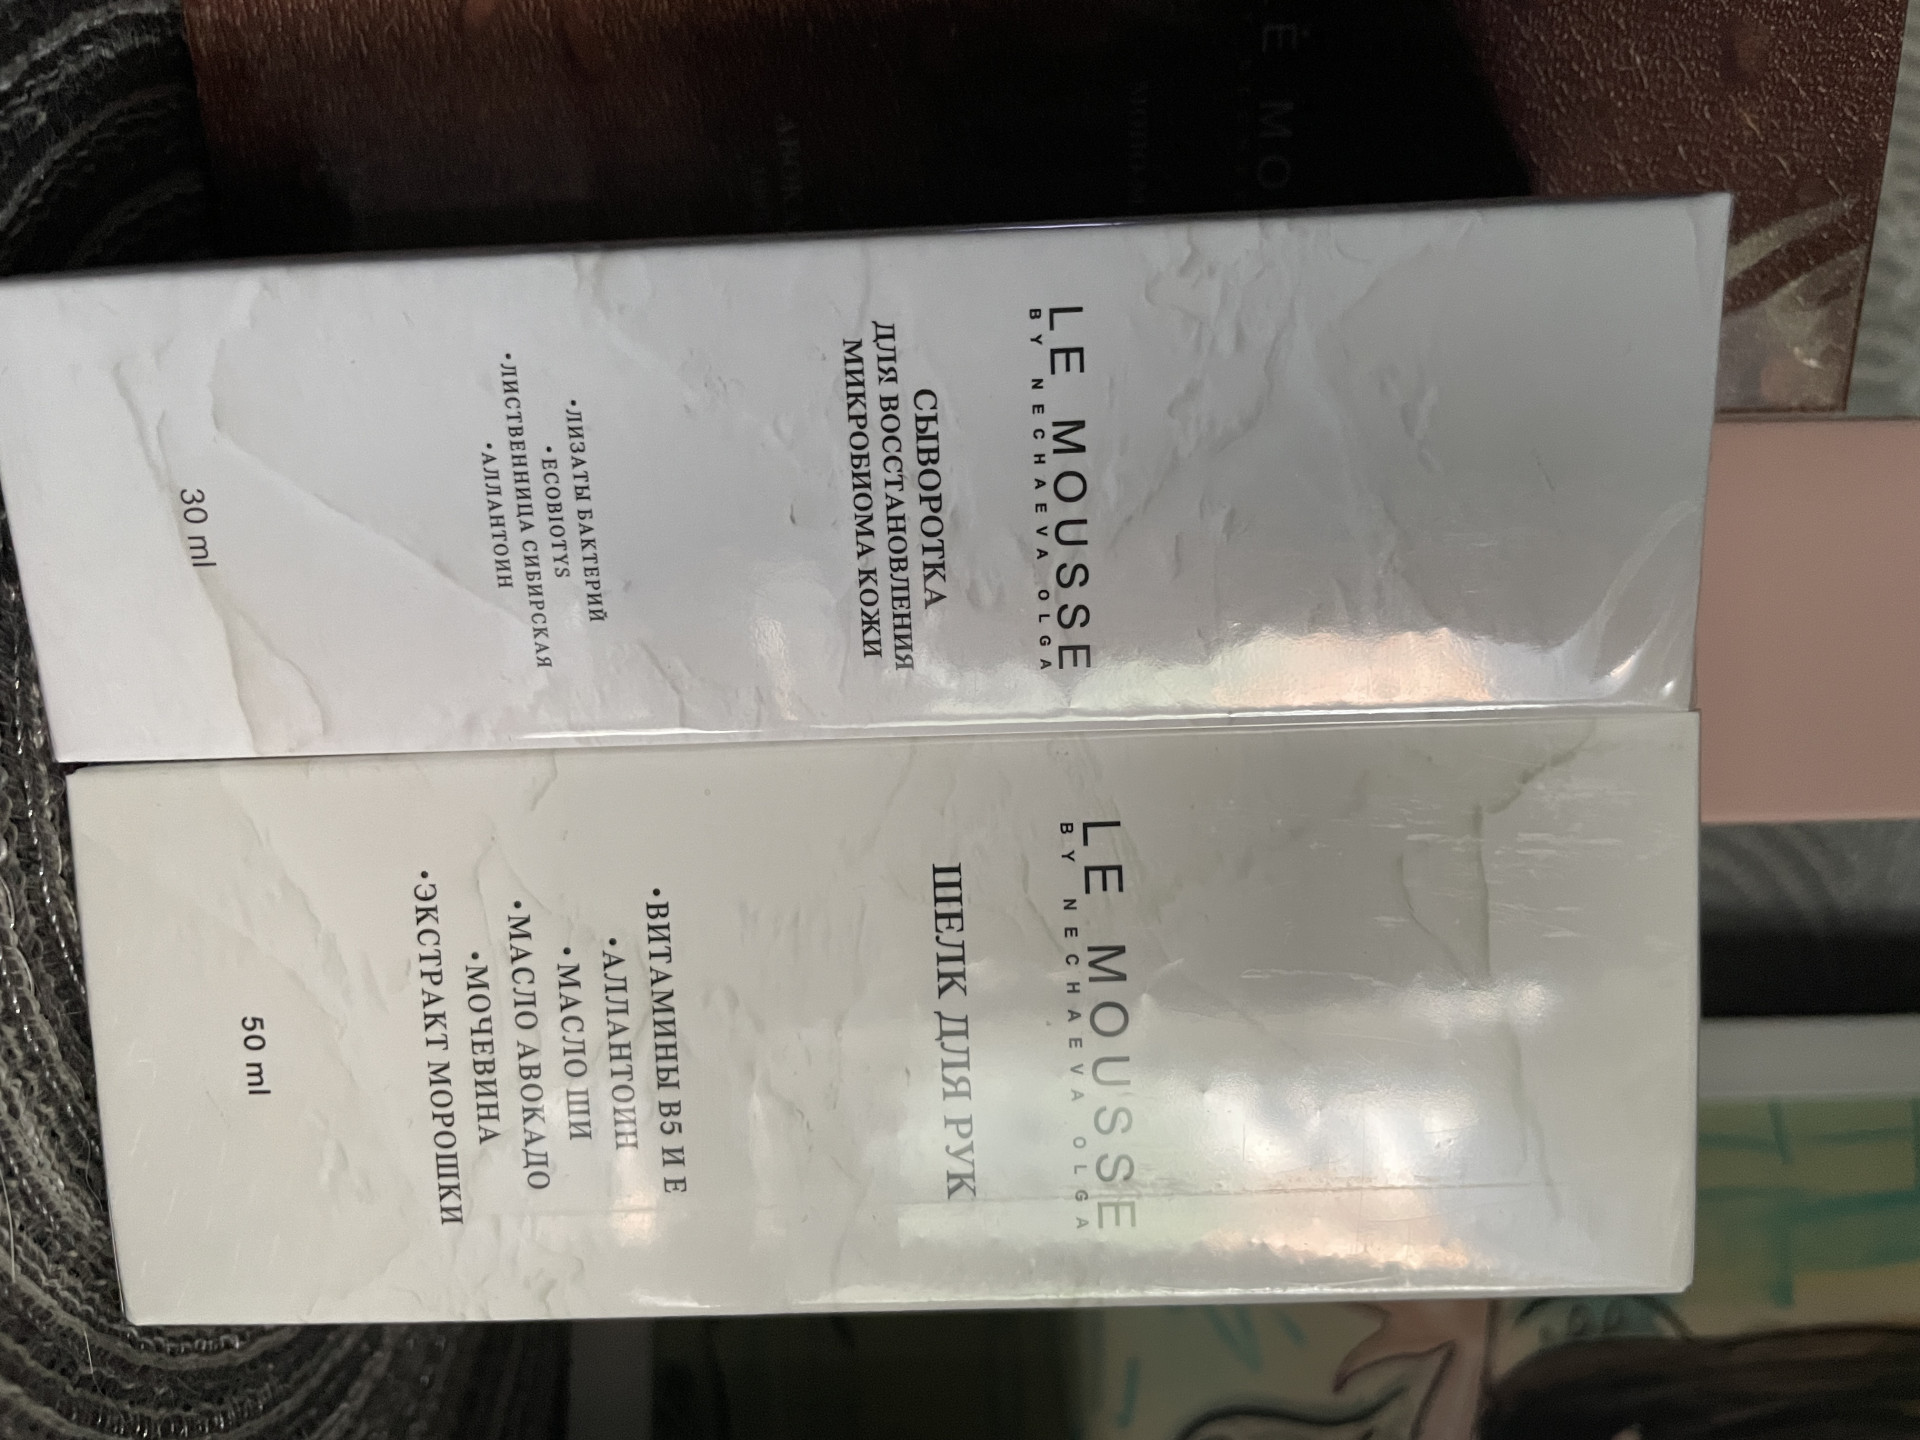 LE MOUSSE
BY NECHAEVA OLGA
СЫВОРОТКА
ДЛЯ ВОССТАНОВЛЕНИЯ
МИКРОБИОМА КОЖИ
•ЛИЗАТЫ БАКТЕРИЙ
•ECOBIOTYS
•ЛИСТВЕННИЦА СИБИРСКАЯ
•АЛЛАНТОИН
30 ml
LE MOUSSE
BY NECHAEVA OLGA
ШЕЛК ДЛЯ РУК
•ВИТАМИНЫ B5 И E
•АЛЛАНТОИН
•МАСЛО ШИ
•МАСЛО АВОКАДО
•МОЧЕВИНА
•ЭКСТРАКТ МОРОШКИ
50 ml